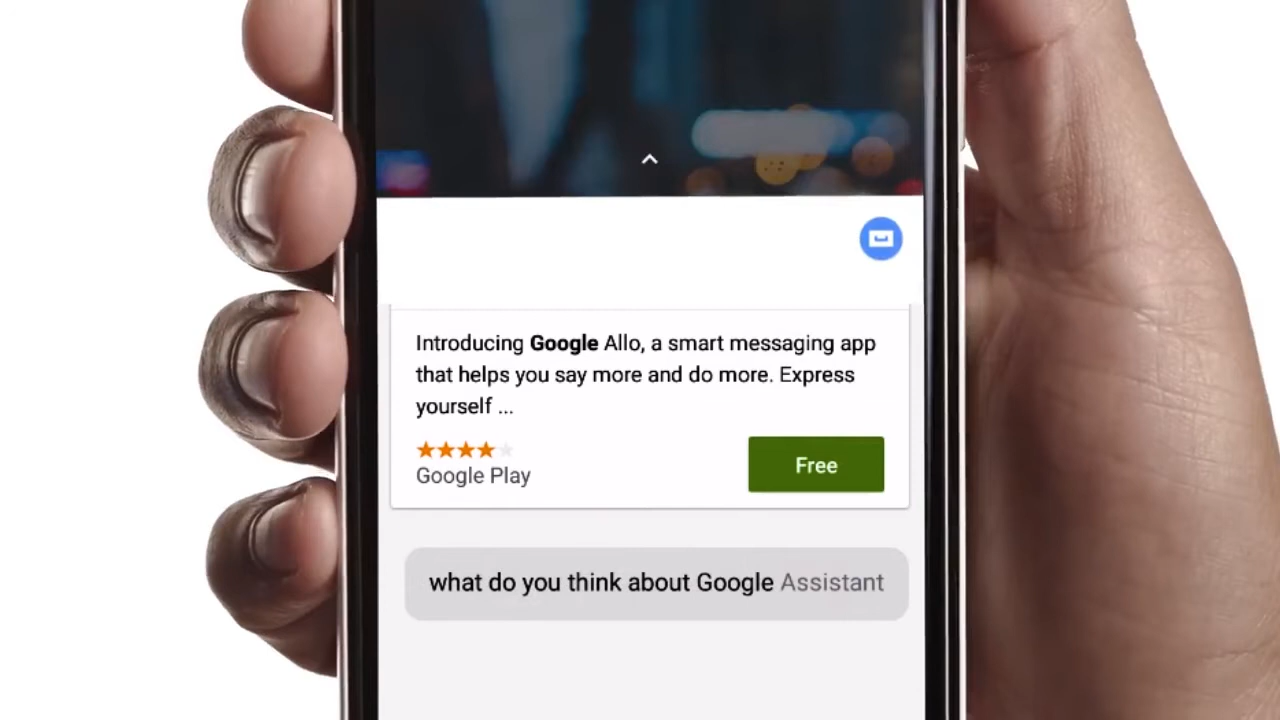 Introducing Google Allo, a smart messaging app
that helps you say more and do more. Express
yourself ...
Google Play
Free
what do you think about Google Assistant